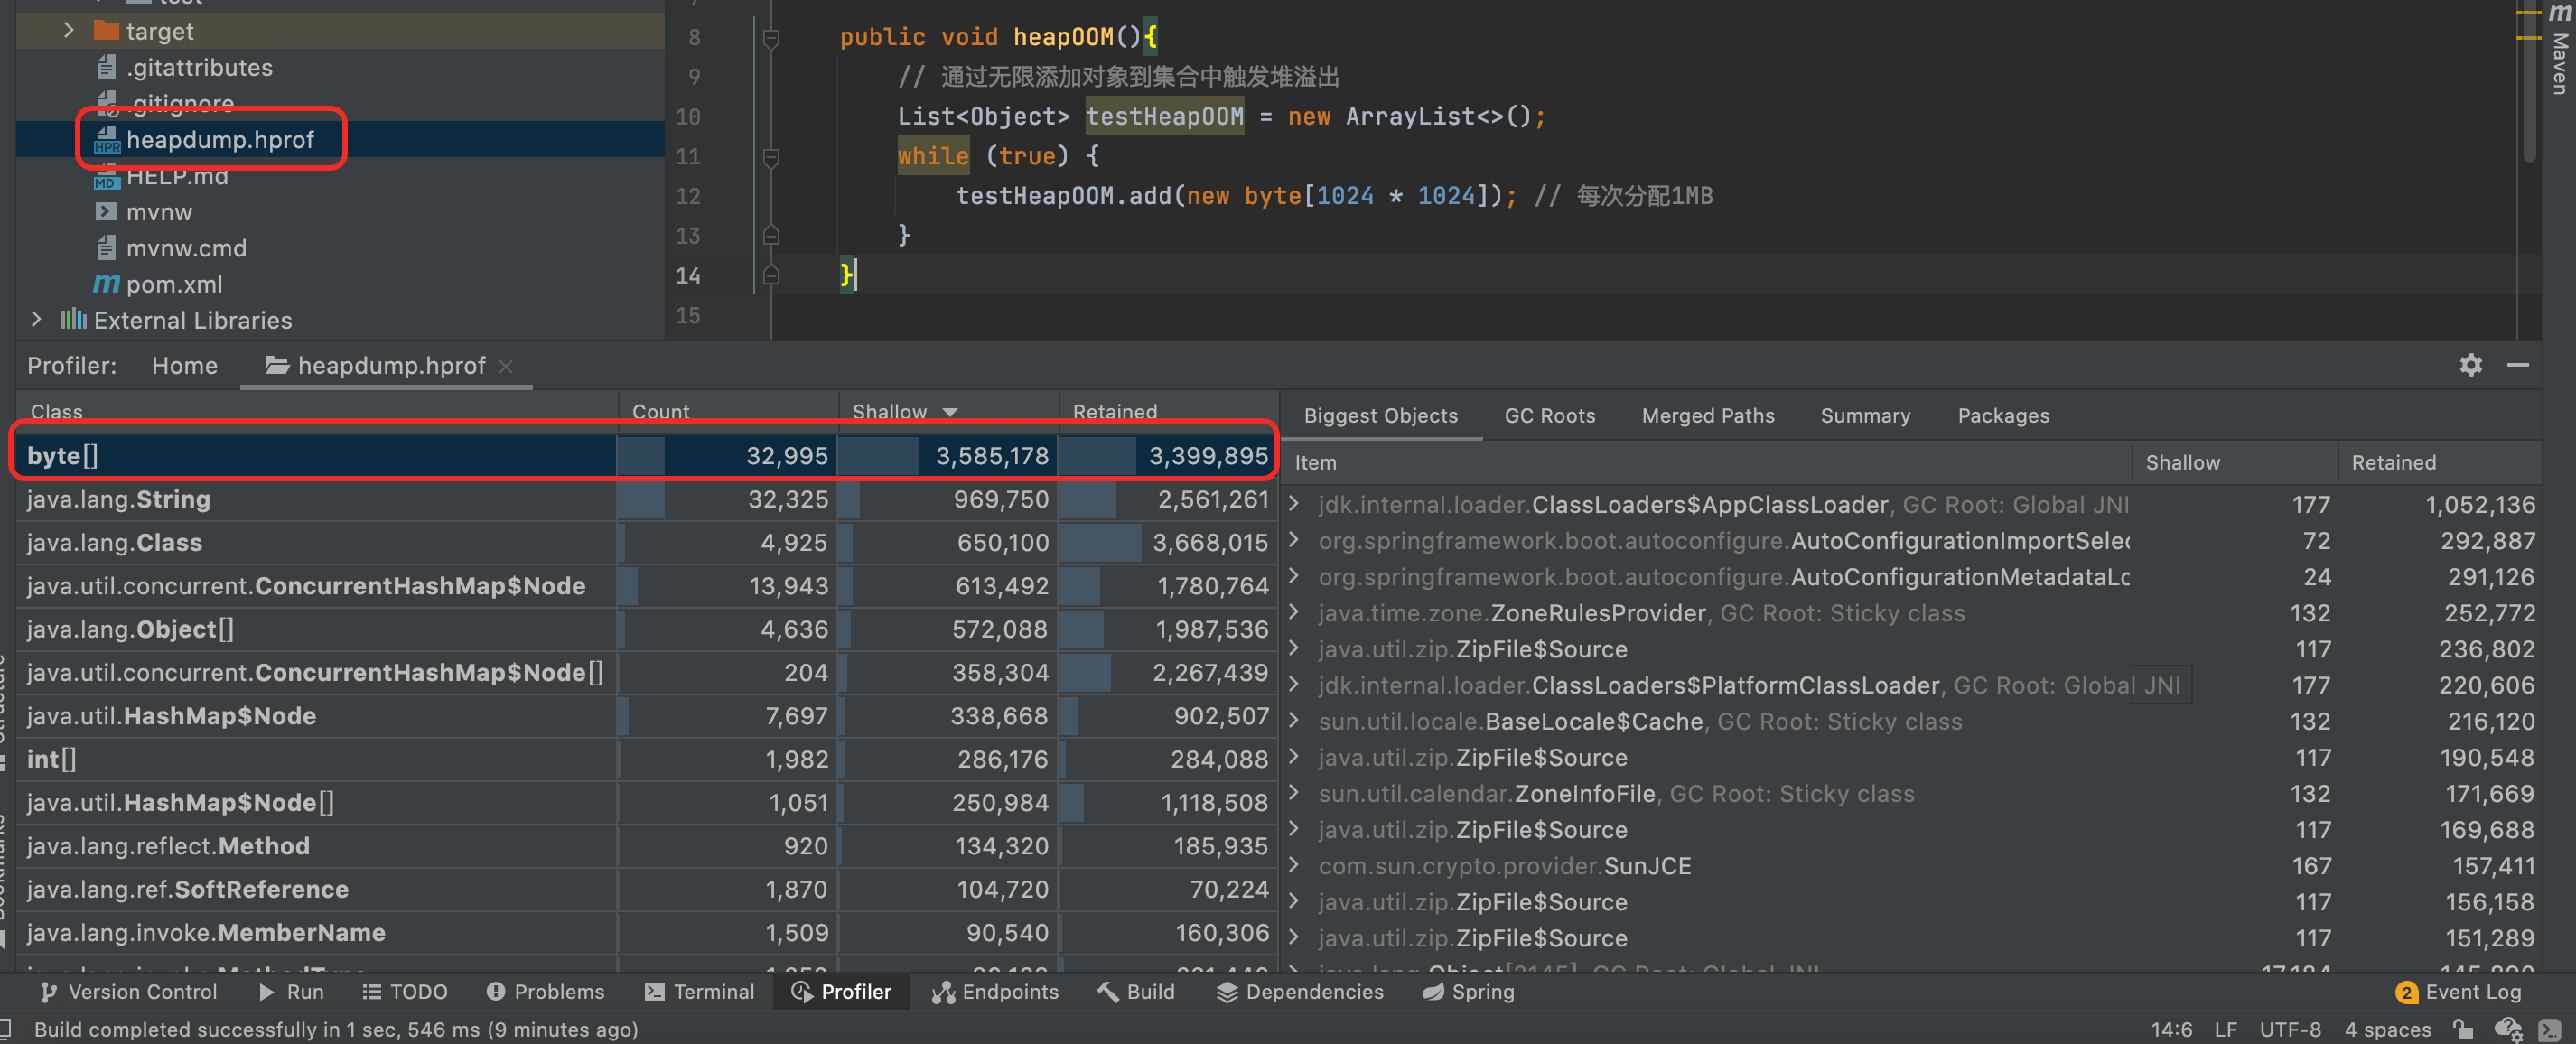 test
target
.gitattributes
.gitignore
heapdump.hprof
HELP.md
mvnw
mvnw.cmd
pom.xml
External Libraries
8 public void heapOOM(){
9 // 通过无限添加对象到集合中触发堆溢出
10 List<Object> testHeapOOM = new ArrayList<>();
11 while (true) {
12 testHeapOOM.add(new byte[1024 * 1024]); // 每次分配1MB
13 }
14 }
15
m Maven
Profiler: Home heapdump.hprof
Class Count Shallow Retained
byte[] 32,995 3,585,178 3,399,895
java.lang.String 32,325 969,750 2,561,261
java.lang.Class 4,925 650,100 3,668,015
java.util.concurrent.ConcurrentHashMap$Node 13,943 613,492 1,780,764
java.lang.Object[] 4,636 572,088 1,987,536
java.util.concurrent.ConcurrentHashMap$Node[] 204 358,304 2,267,439
java.util.HashMap$Node 7,697 338,668 902,507
int[] 1,982 286,176 284,088
java.util.HashMap$Node[] 1,051 250,984 1,118,508
java.lang.reflect.Method 920 134,320 185,935
java.lang.ref.SoftReference 1,870 104,720 70,224
java.lang.invoke.MemberName 1,509 90,540 160,306
Biggest Objects GC Roots Merged Paths Summary Packages
Item Shallow Retained
jdk.internal.loader.ClassLoaders$AppClassLoader, GC Root: Global JNI 177 1,052,136
org.springframework.boot.autoconfigure.AutoConfigurationImportSelec 72 292,887
org.springframework.boot.autoconfigure.AutoConfigurationMetadataLo 24 291,126
java.time.zone.ZoneRulesProvider, GC Root: Sticky class 132 252,772
java.util.zip.ZipFile$Source 117 236,802
jdk.internal.loader.ClassLoaders$PlatformClassLoader, GC Root: Global JNI 177 220,606
sun.util.locale.BaseLocale$Cache, GC Root: Sticky class 132 216,120
java.util.zip.ZipFile$Source 117 190,548
sun.util.calendar.ZoneInfoFile, GC Root: Sticky class 132 171,669
java.util.zip.ZipFile$Source 117 169,688
com.sun.crypto.provider.SunJCE 167 157,411
java.util.zip.ZipFile$Source 117 156,158
java.util.zip.ZipFile$Source 117 151,289
Structure
Bookmarks
Version Control Run TODO Problems Terminal Profiler Endpoints Build Dependencies Spring 2 Event Log
Build completed successfully in 1 sec, 546 ms (9 minutes ago) 14:6 LF UTF-8 4 spaces